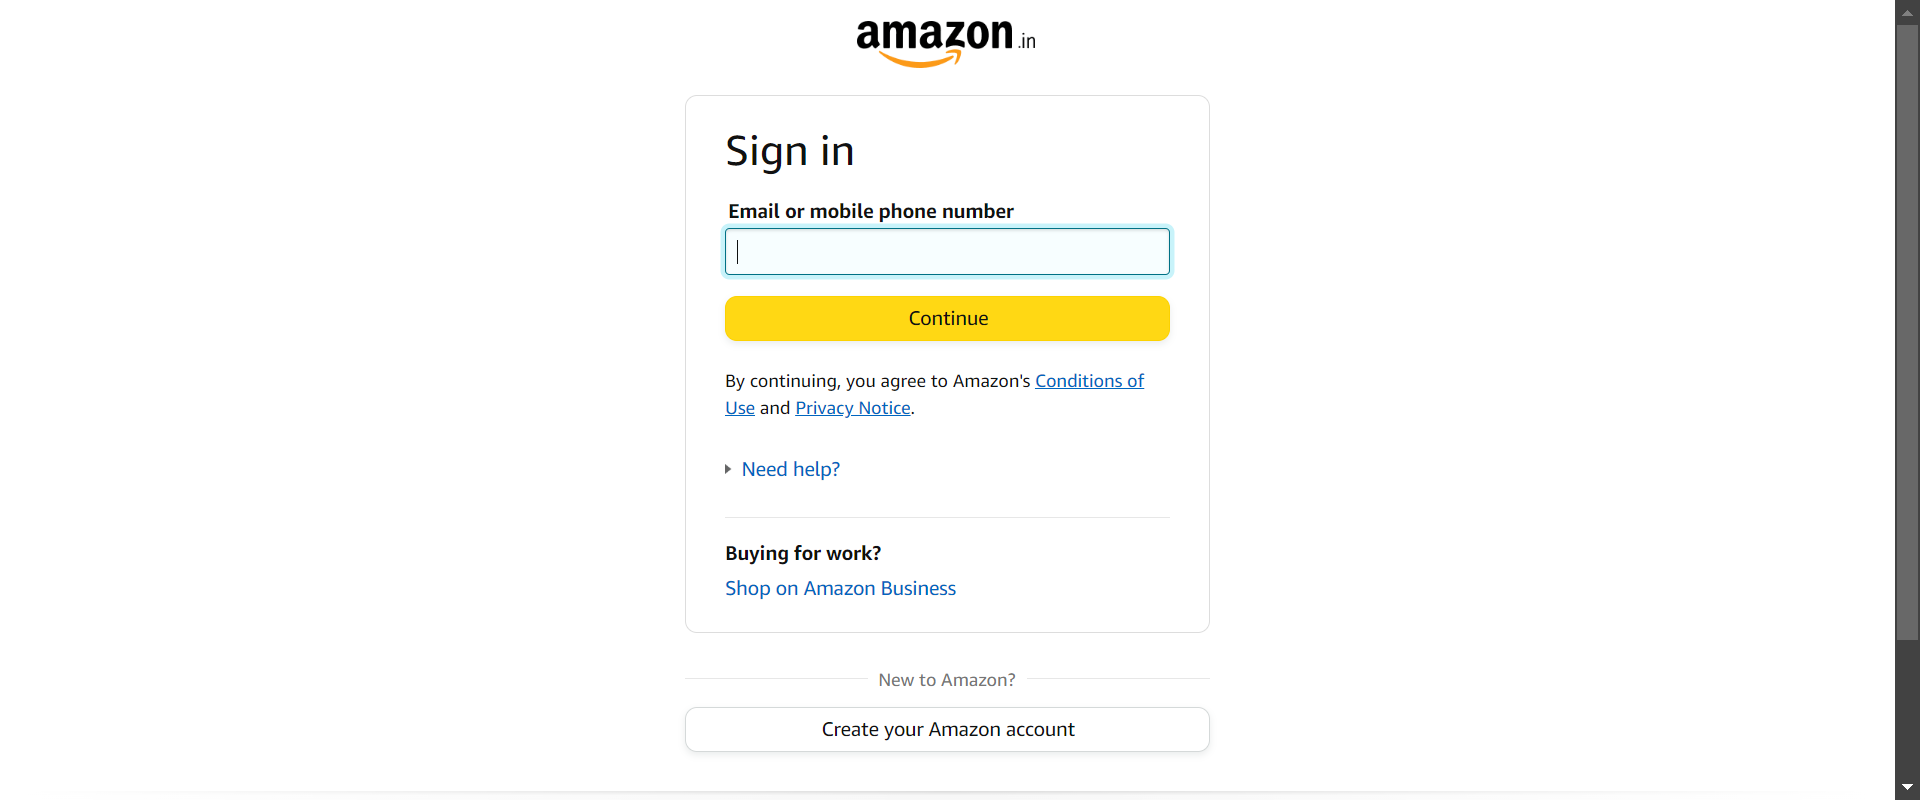 amazon.in
Sign in
Email or mobile phone number
Continue
By continuing, you agree to Amazon's Conditions of
Use and Privacy Notice.
Need help?
Buying for work?
Shop on Amazon Business
New to Amazon?
Create your Amazon account